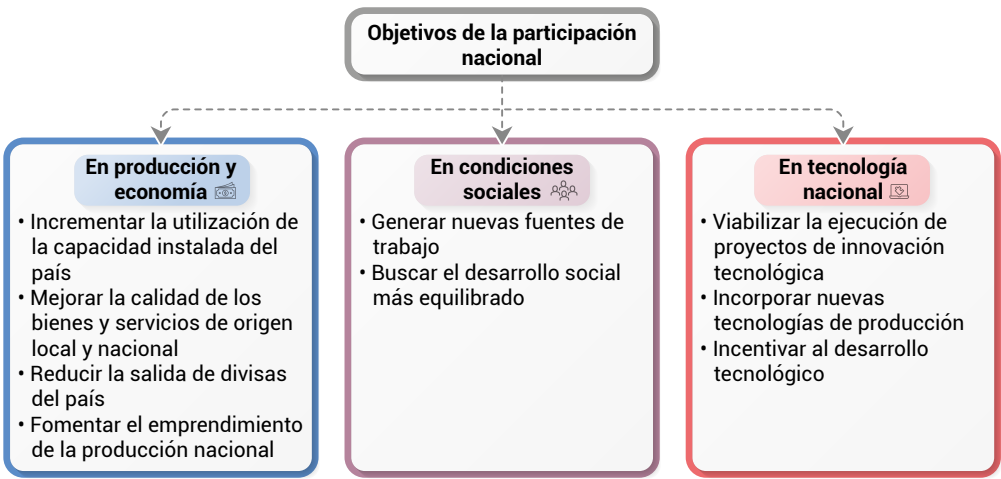 Objetivos de la participación
nacional
En producción y
economía
• Incrementar la utilización de
la capacidad instalada del
país
• Mejorar la calidad de los
bienes y servicios de origen
local y nacional
• Reducir la salida de divisas
del país
• Fomentar el emprendimiento
de la producción nacional
En condiciones
sociales
• Generar nuevas fuentes de
trabajo
• Buscar el desarrollo social
más equilibrado
En tecnología
nacional
• Viabilizar la ejecución de
proyectos de innovación
tecnológica
• Incorporar nuevas
tecnologías de producción
• Incentivar al desarrollo
tecnológico